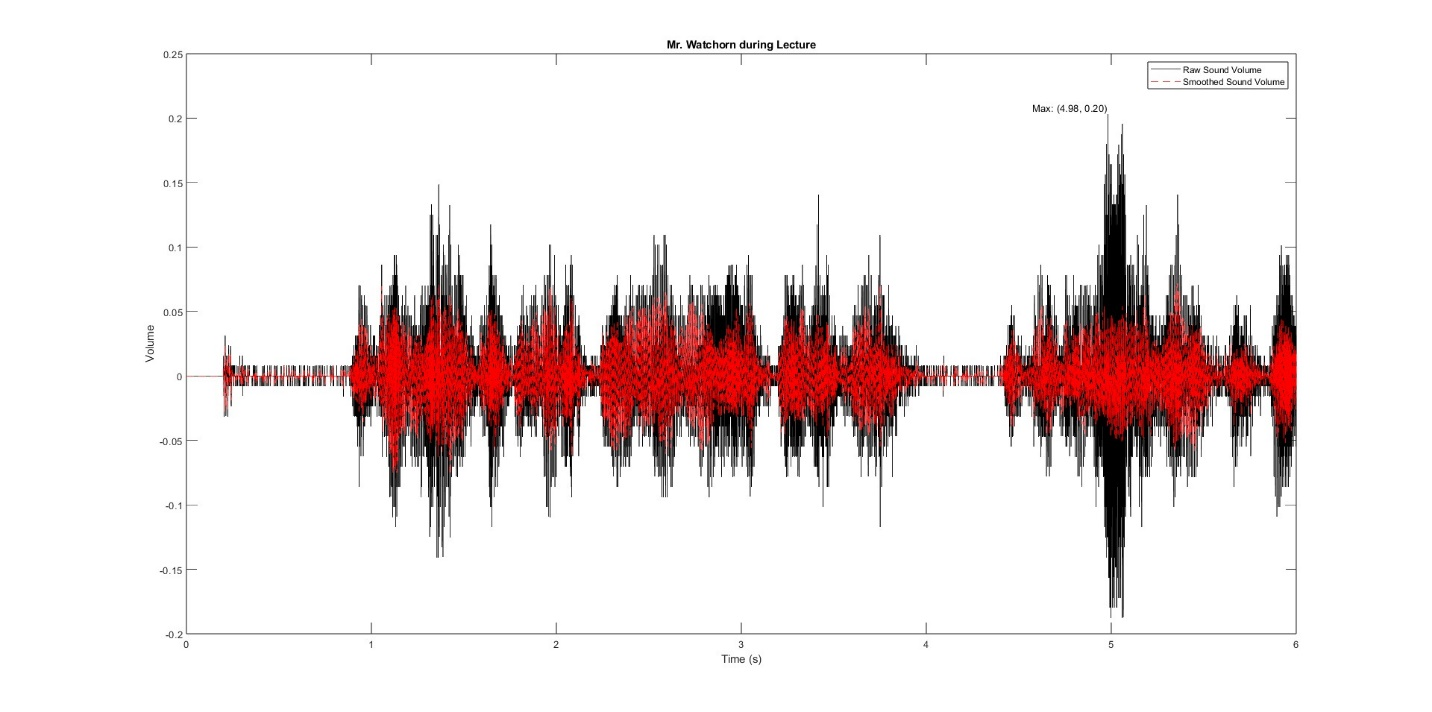 Mr. Watchorn during Lecture
0.25
Raw Sound Volume
Smoothed Sound Volume
Max: (4.98, 0.20)
0.2
0.15
0.1
0.05
Volume
0
-0.05
-0.1
-0.15
-0.2
0 1 2 3 4 5 6
Time (s)